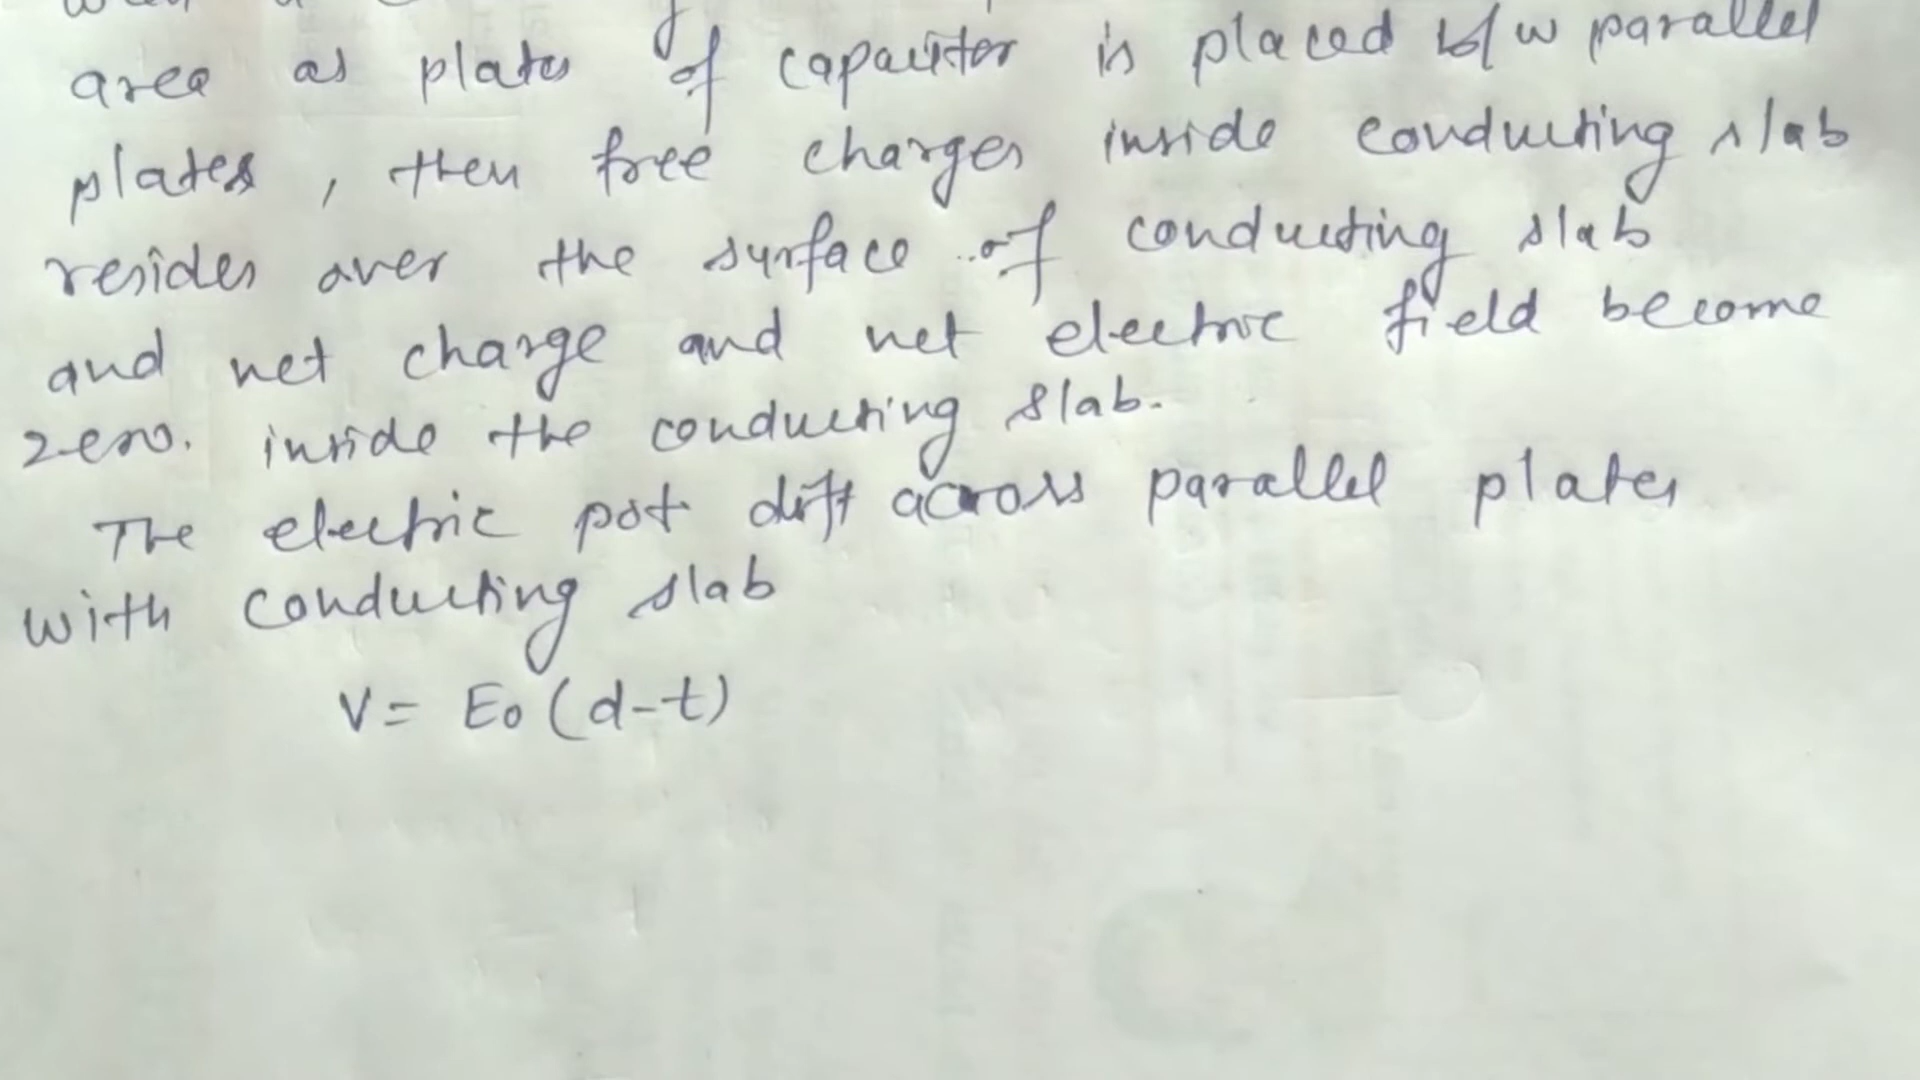 area as plates of capacitor is placed b/w parallel
plates, then free charges inside conducting slab
resides over the surface of conducting slab
and net charge and net electric field become
zero. inside the conducting slab.
The electric pot diff across parallel plates
with conducting slab
V = E0 (d-t)